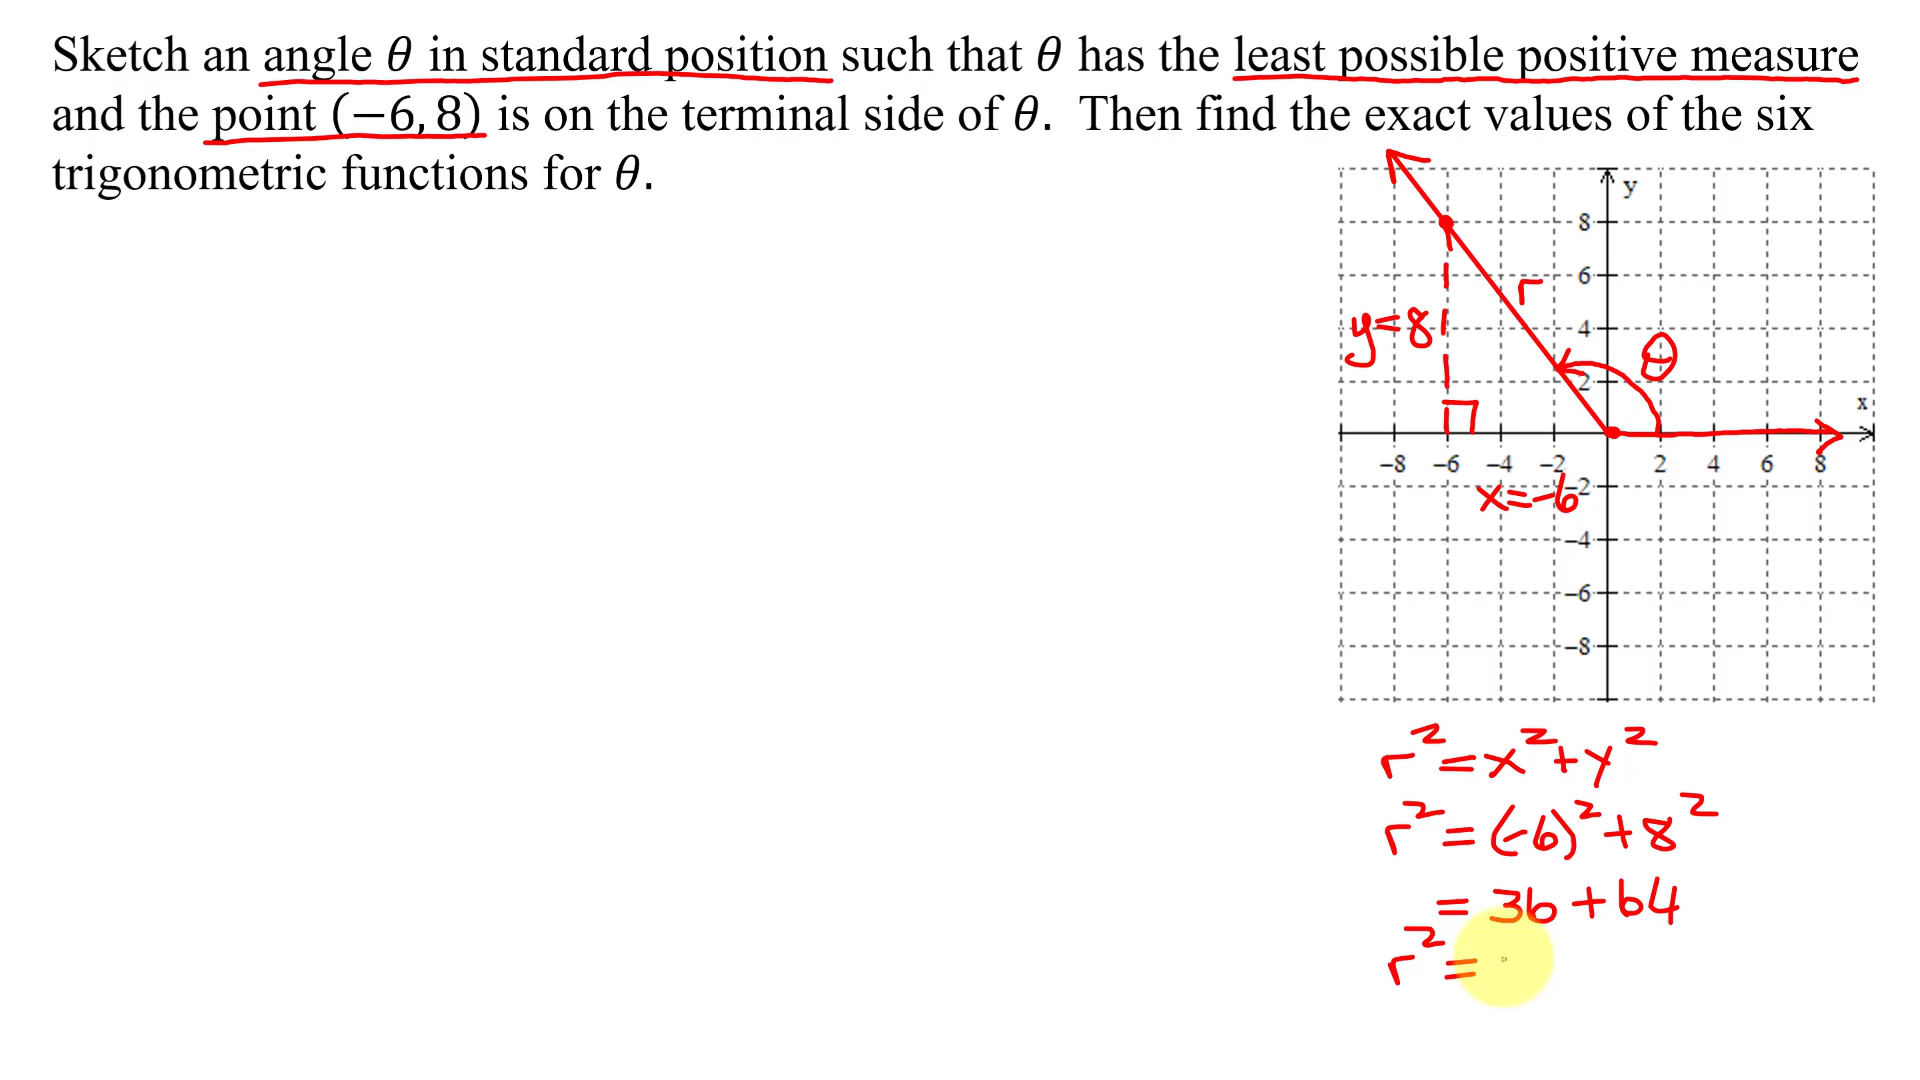 Sketch an angle θ in standard position such that θ has the least possible positive measure
and the point (−6, 8) is on the terminal side of θ. Then find the exact values of the six
trigonometric functions for θ.
y
8
6
r
y=8
4
θ
2
x
−8 −6 −4 −2 2 4 6 8
x=-6
−2
−4
−6
−8
r²=x²+y²
r²=(-6)²+8²
=36+64
r²=